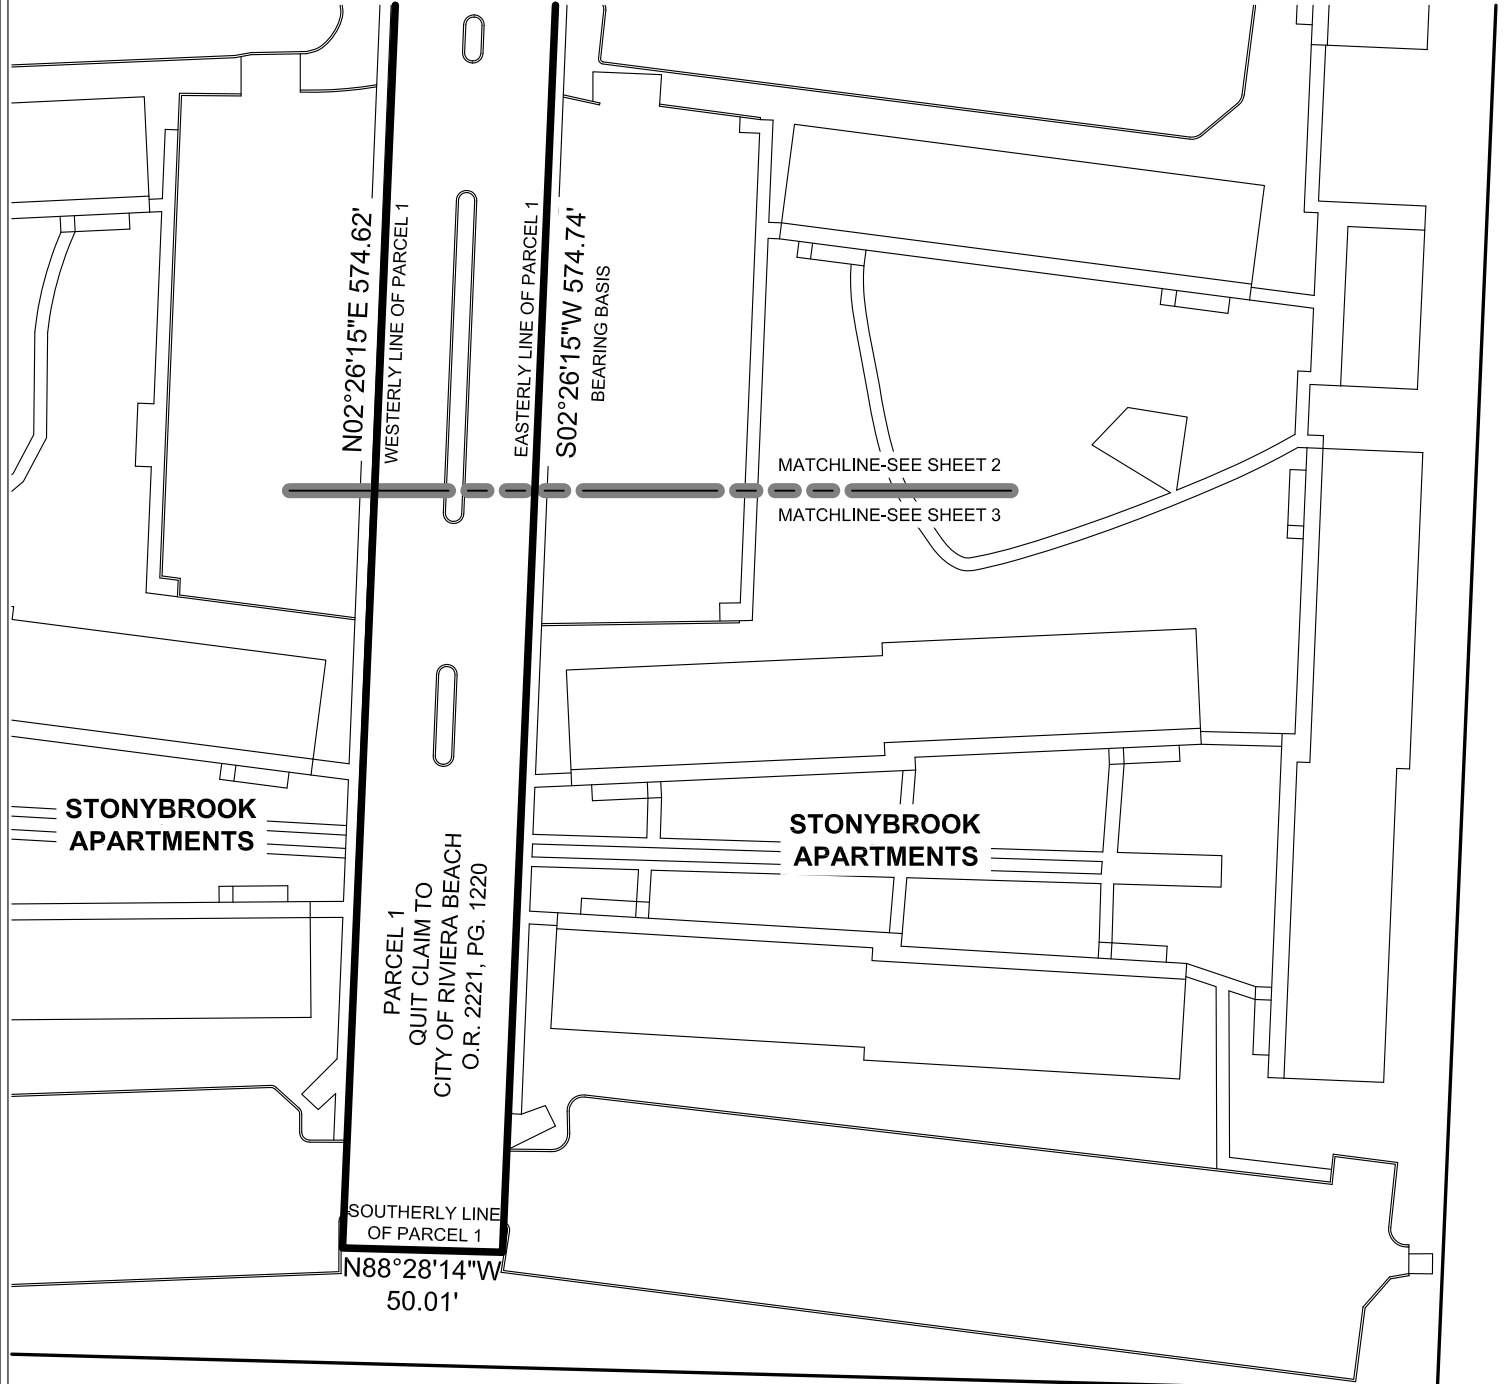 N02°26'15"E 574.62'
WESTERLY LINE OF PARCEL 1
EASTERLY LINE OF PARCEL 1
S02°26'15"W 574.74'
BEARING BASIS
MATCHLINE-SEE SHEET 2
MATCHLINE-SEE SHEET 3
STONYBROOK
APARTMENTS
STONYBROOK
APARTMENTS
PARCEL 1
QUIT CLAIM TO
CITY OF RIVIERA BEACH
O.R. 2221, PG. 1220
SOUTHERLY LINE
OF PARCEL 1
N88°28'14"W
50.01'